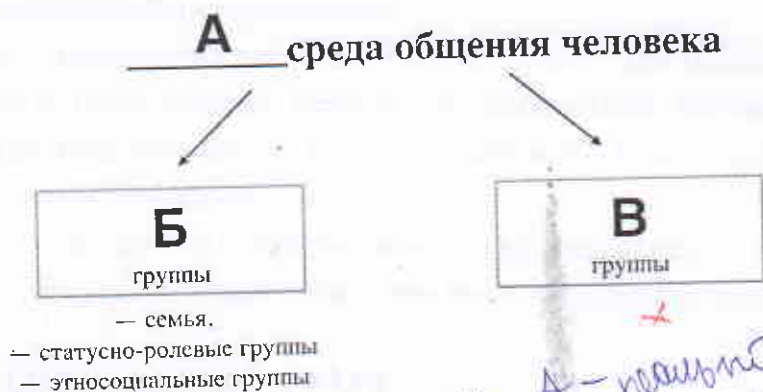 А среда общения человека
Б
группы
В
группы
— семья,
— статусно-ролевые группы
— этносоциальные группы
А –